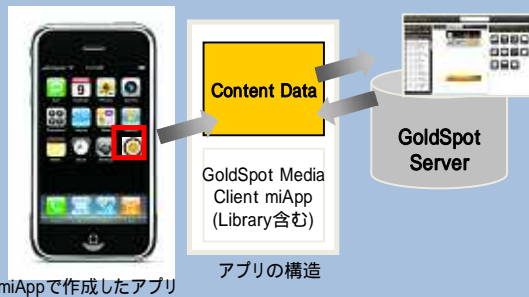 Content Data
GoldSpot Media
Client miApp
(Library含む)
GoldSpot
Server
アプリの構造
miAppで作成したアプリ
9